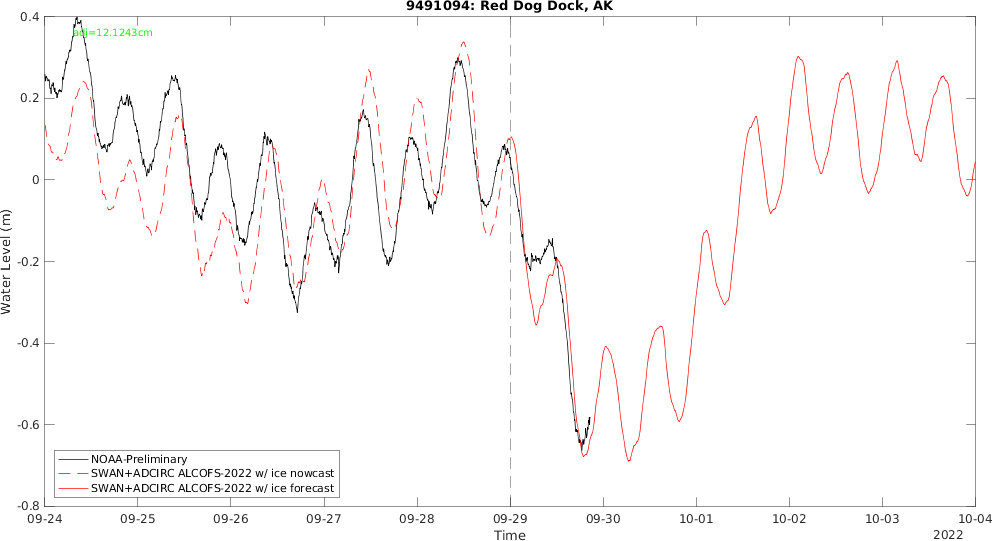 9491094: Red Dog Dock, AK
adj=12.1243cm
0.4
0.2
0
-0.2
-0.4
-0.6
-0.8
Water Level (m)
NOAA-Preliminary
SWAN+ADCIRC ALCOFS-2022 w/ ice nowcast
SWAN+ADCIRC ALCOFS-2022 w/ ice forecast
09-24 09-25 09-26 09-27 09-28 09-29 09-30 10-01 10-02 10-03 10-04
Time
2022